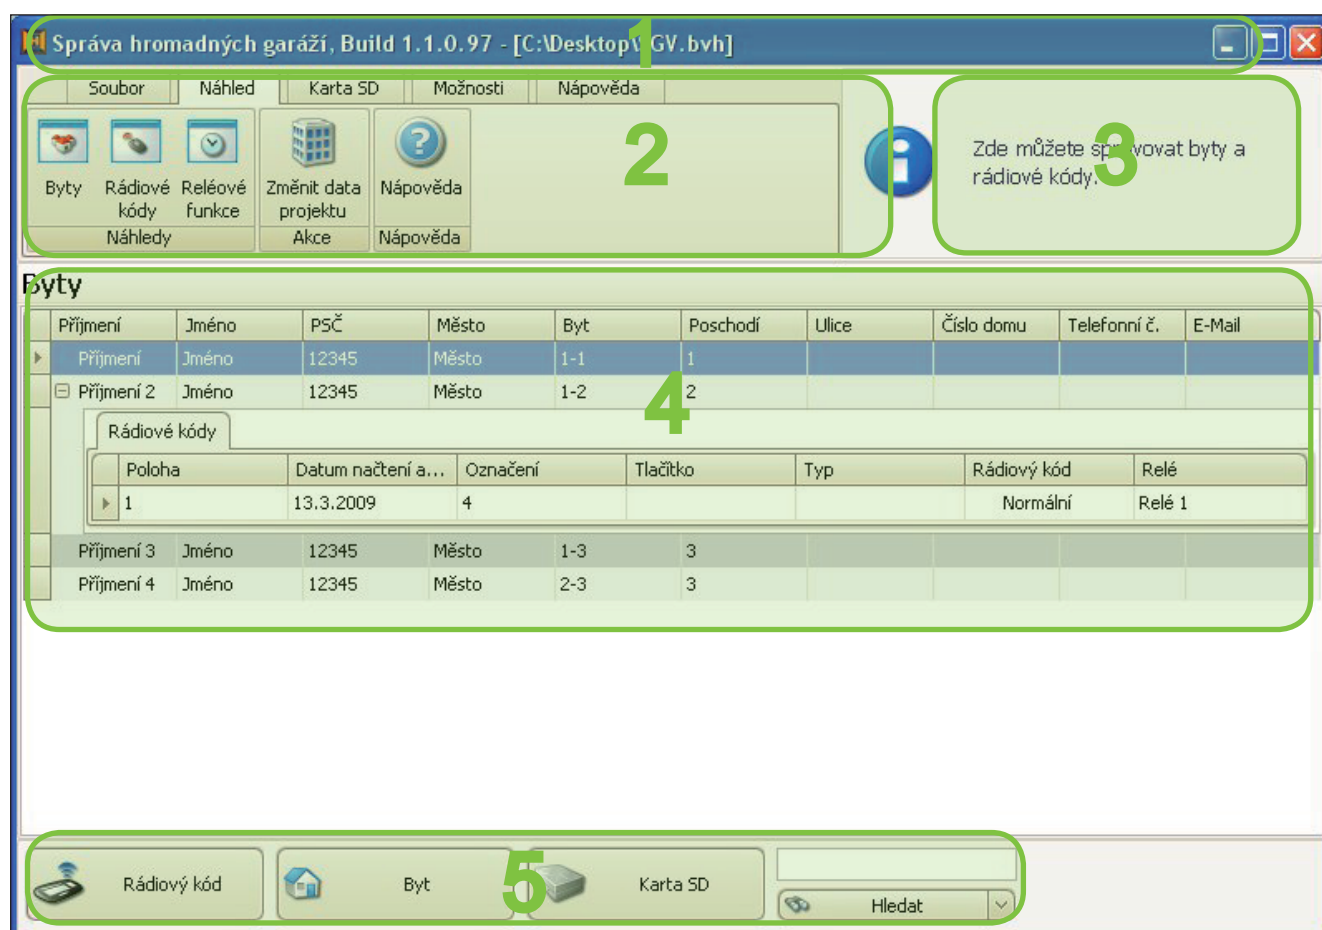 1
Správa hromadných garáží, Build 1.1.0.97 - [C:\Desktop\ GV.bvh]
Soubor Náhled Karta SD Možnosti Nápověda
2
3
Byty Rádiové kódy Reléové funkce Změnit data projektu Nápověda
Náhledy Akce Nápověda
Zde můžete spravovat byty a
rádiové kódy.
Byty
Příjmení Jméno PSČ Město Byt Poschodí Ulice Číslo domu Telefonní č. E-Mail
Příjmení Jméno 12345 Město 1-1 1
4
Příjmení 2 Jméno 12345 Město 1-2 2
Rádiové kódy
Poloha Datum načtení a... Označení Tlačítko Typ Rádiový kód Relé
1 13.3.2009 4 Normální Relé 1
Příjmení 3 Jméno 12345 Město 1-3 3
Příjmení 4 Jméno 12345 Město 2-3 3
5
Rádiový kód Byt Karta SD
Hledat